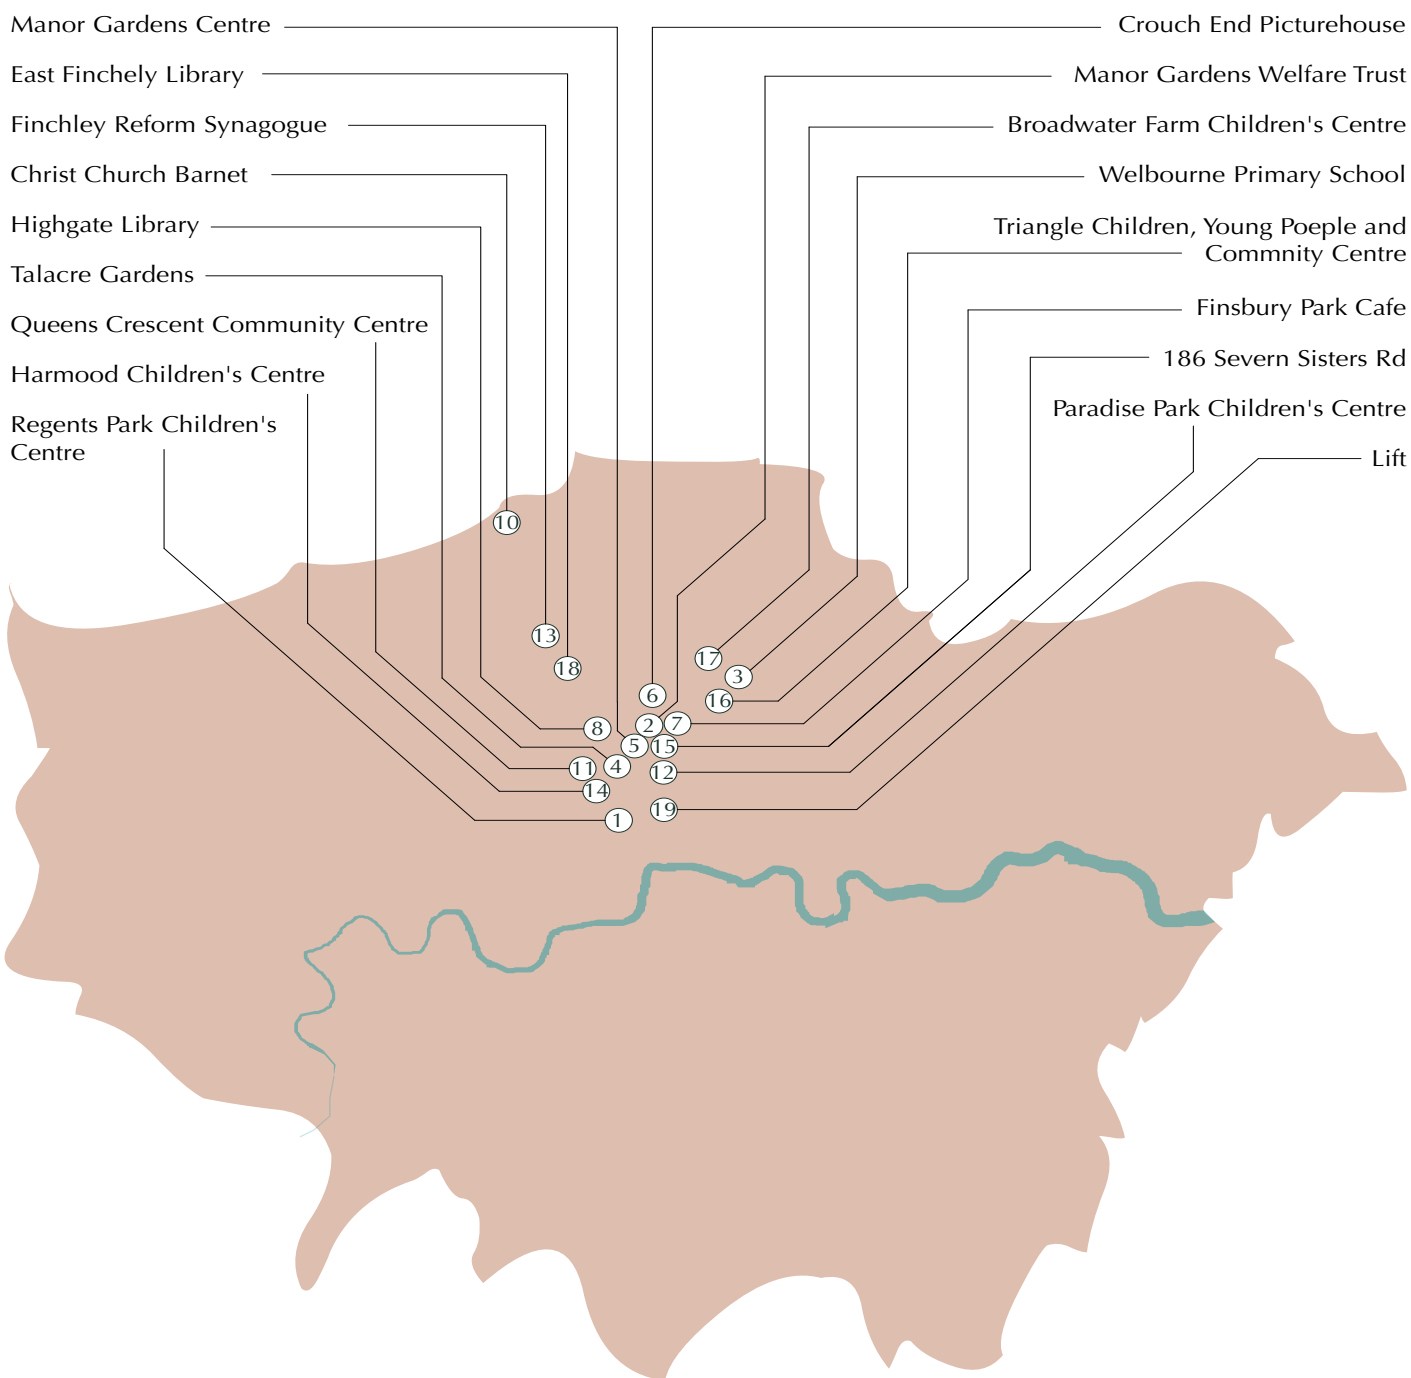 Manor Gardens Centre
East Finchely Library
Finchley Reform Synagogue
Christ Church Barnet
Highgate Library
Talacre Gardens
Queens Crescent Community Centre
Harmood Children's Centre
Regents Park Children's
Centre
Crouch End Picturehouse
Manor Gardens Welfare Trust
Broadwater Farm Children's Centre
Welbourne Primary School
Triangle Children, Young Poeple and
Commnity Centre
Finsbury Park Cafe
186 Severn Sisters Rd
Paradise Park Children's Centre
Lift
10
13
18
17
3
6
16
8
2
7
5
15
11
4
12
14
19
1